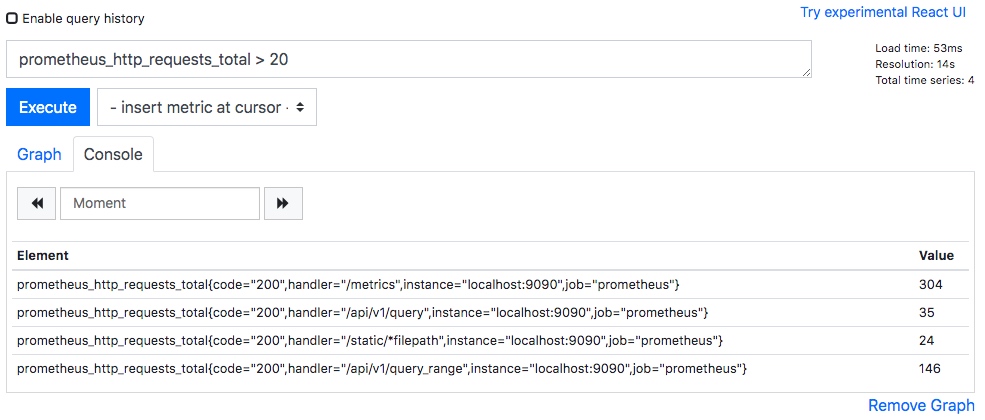 Enable query history
Try experimental React UI
prometheus_http_requests_total > 20
Load time: 53ms
Resolution: 14s
Total time series: 4
Execute
- insert metric at cursor -
Graph
Console
Moment
Element Value
prometheus_http_requests_total{code="200",handler="/metrics",instance="localhost:9090",job="prometheus"} 304
prometheus_http_requests_total{code="200",handler="/api/v1/query",instance="localhost:9090",job="prometheus"} 35
prometheus_http_requests_total{code="200",handler="/static/*filepath",instance="localhost:9090",job="prometheus"} 24
prometheus_http_requests_total{code="200",handler="/api/v1/query_range",instance="localhost:9090",job="prometheus"} 146
Remove Graph